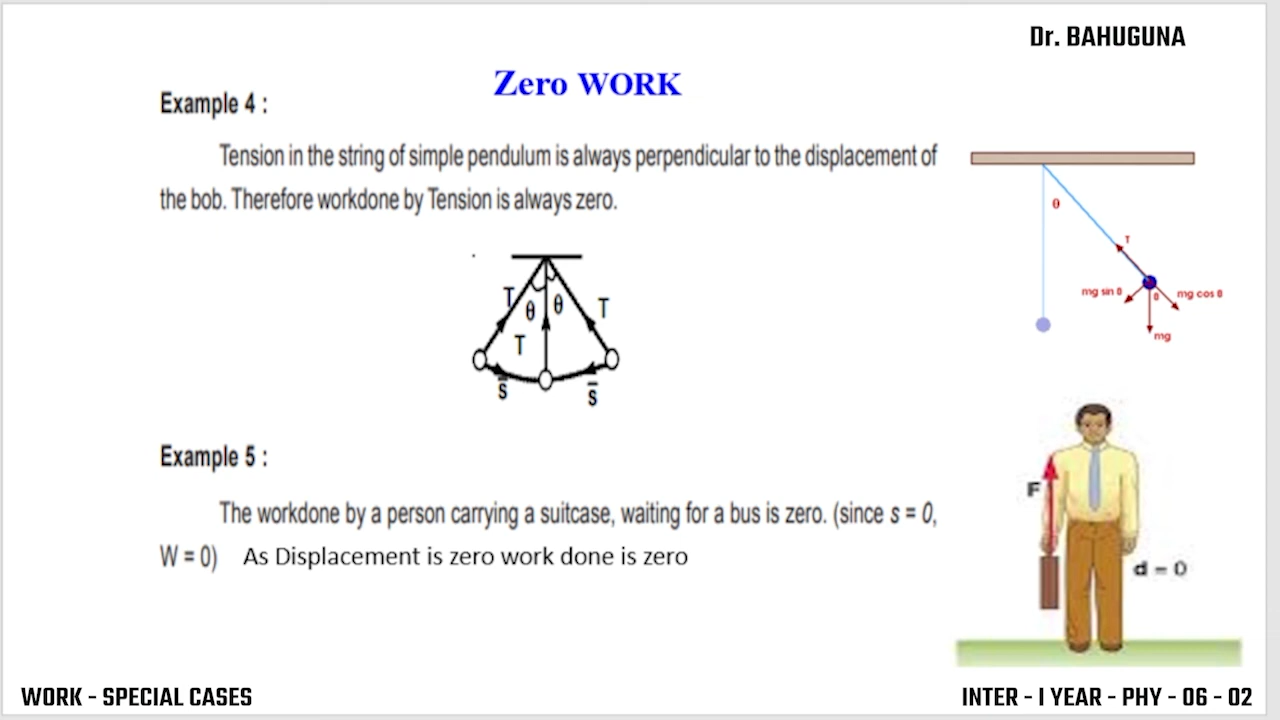 Dr. BAHUGUNA
Zero WORK
Example 4 :
Tension in the string of simple pendulum is always perpendicular to the displacement of
the bob. Therefore workdone by Tension is always zero.
T θ θ T
T
s̄ s̄
θ
T
mg sin θ θ mg cos θ
mg
Example 5 :
The workdone by a person carrying a suitcase, waiting for a bus is zero. (since s = 0,
W = 0) As Displacement is zero work done is zero
F
d = 0
WORK - SPECIAL CASES
INTER - I YEAR - PHY - 06 - 02